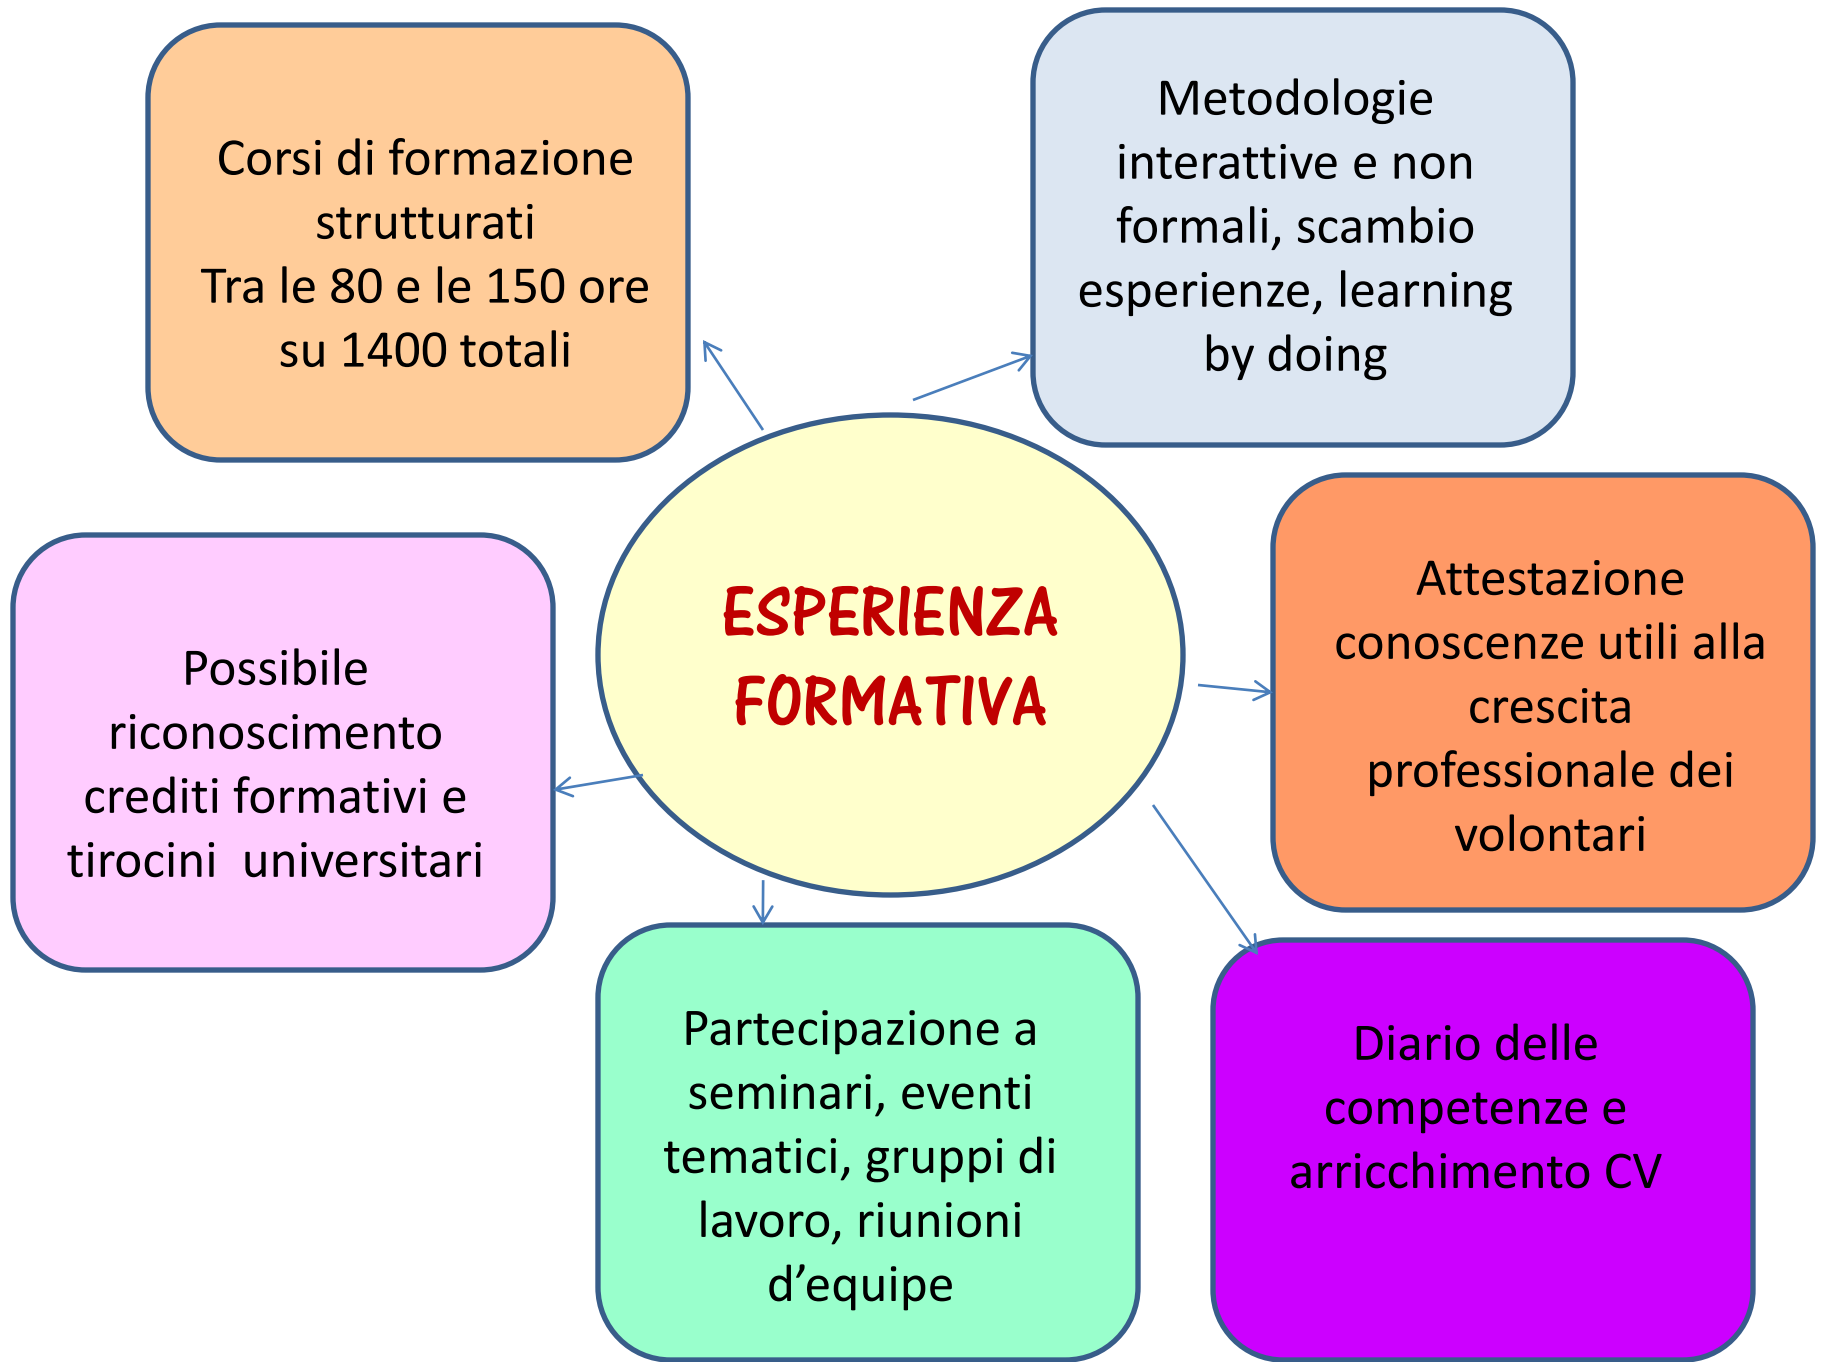 Corsi di formazione
strutturati
Tra le 80 e le 150 ore
su 1400 totali
Metodologie
interattive e non
formali, scambio
esperienze, learning
by doing
ESPERIENZA
FORMATIVA
Attestazione
conoscenze utili alla
crescita
professionale dei
volontari
Possibile
riconoscimento
crediti formativi e
tirocini  universitari
Partecipazione a
seminari, eventi
tematici, gruppi di
lavoro, riunioni
d’equipe
Diario delle
competenze e
arricchimento CV